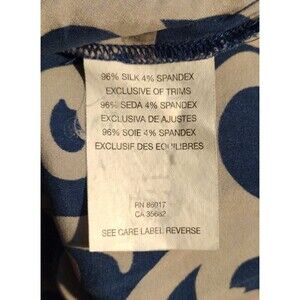 96% SILK 4% SPANDEX
EXCLUSIVE OF TRIMS
96% SEDA 4% SPANDEX
EXCLUSIVA DE AJUSTES
96% SOIE 4% SPANDEX
EXCLUSIF DES EQUILIBRES
RN 86017
CA 35682
SEE CARE LABEL REVERSE